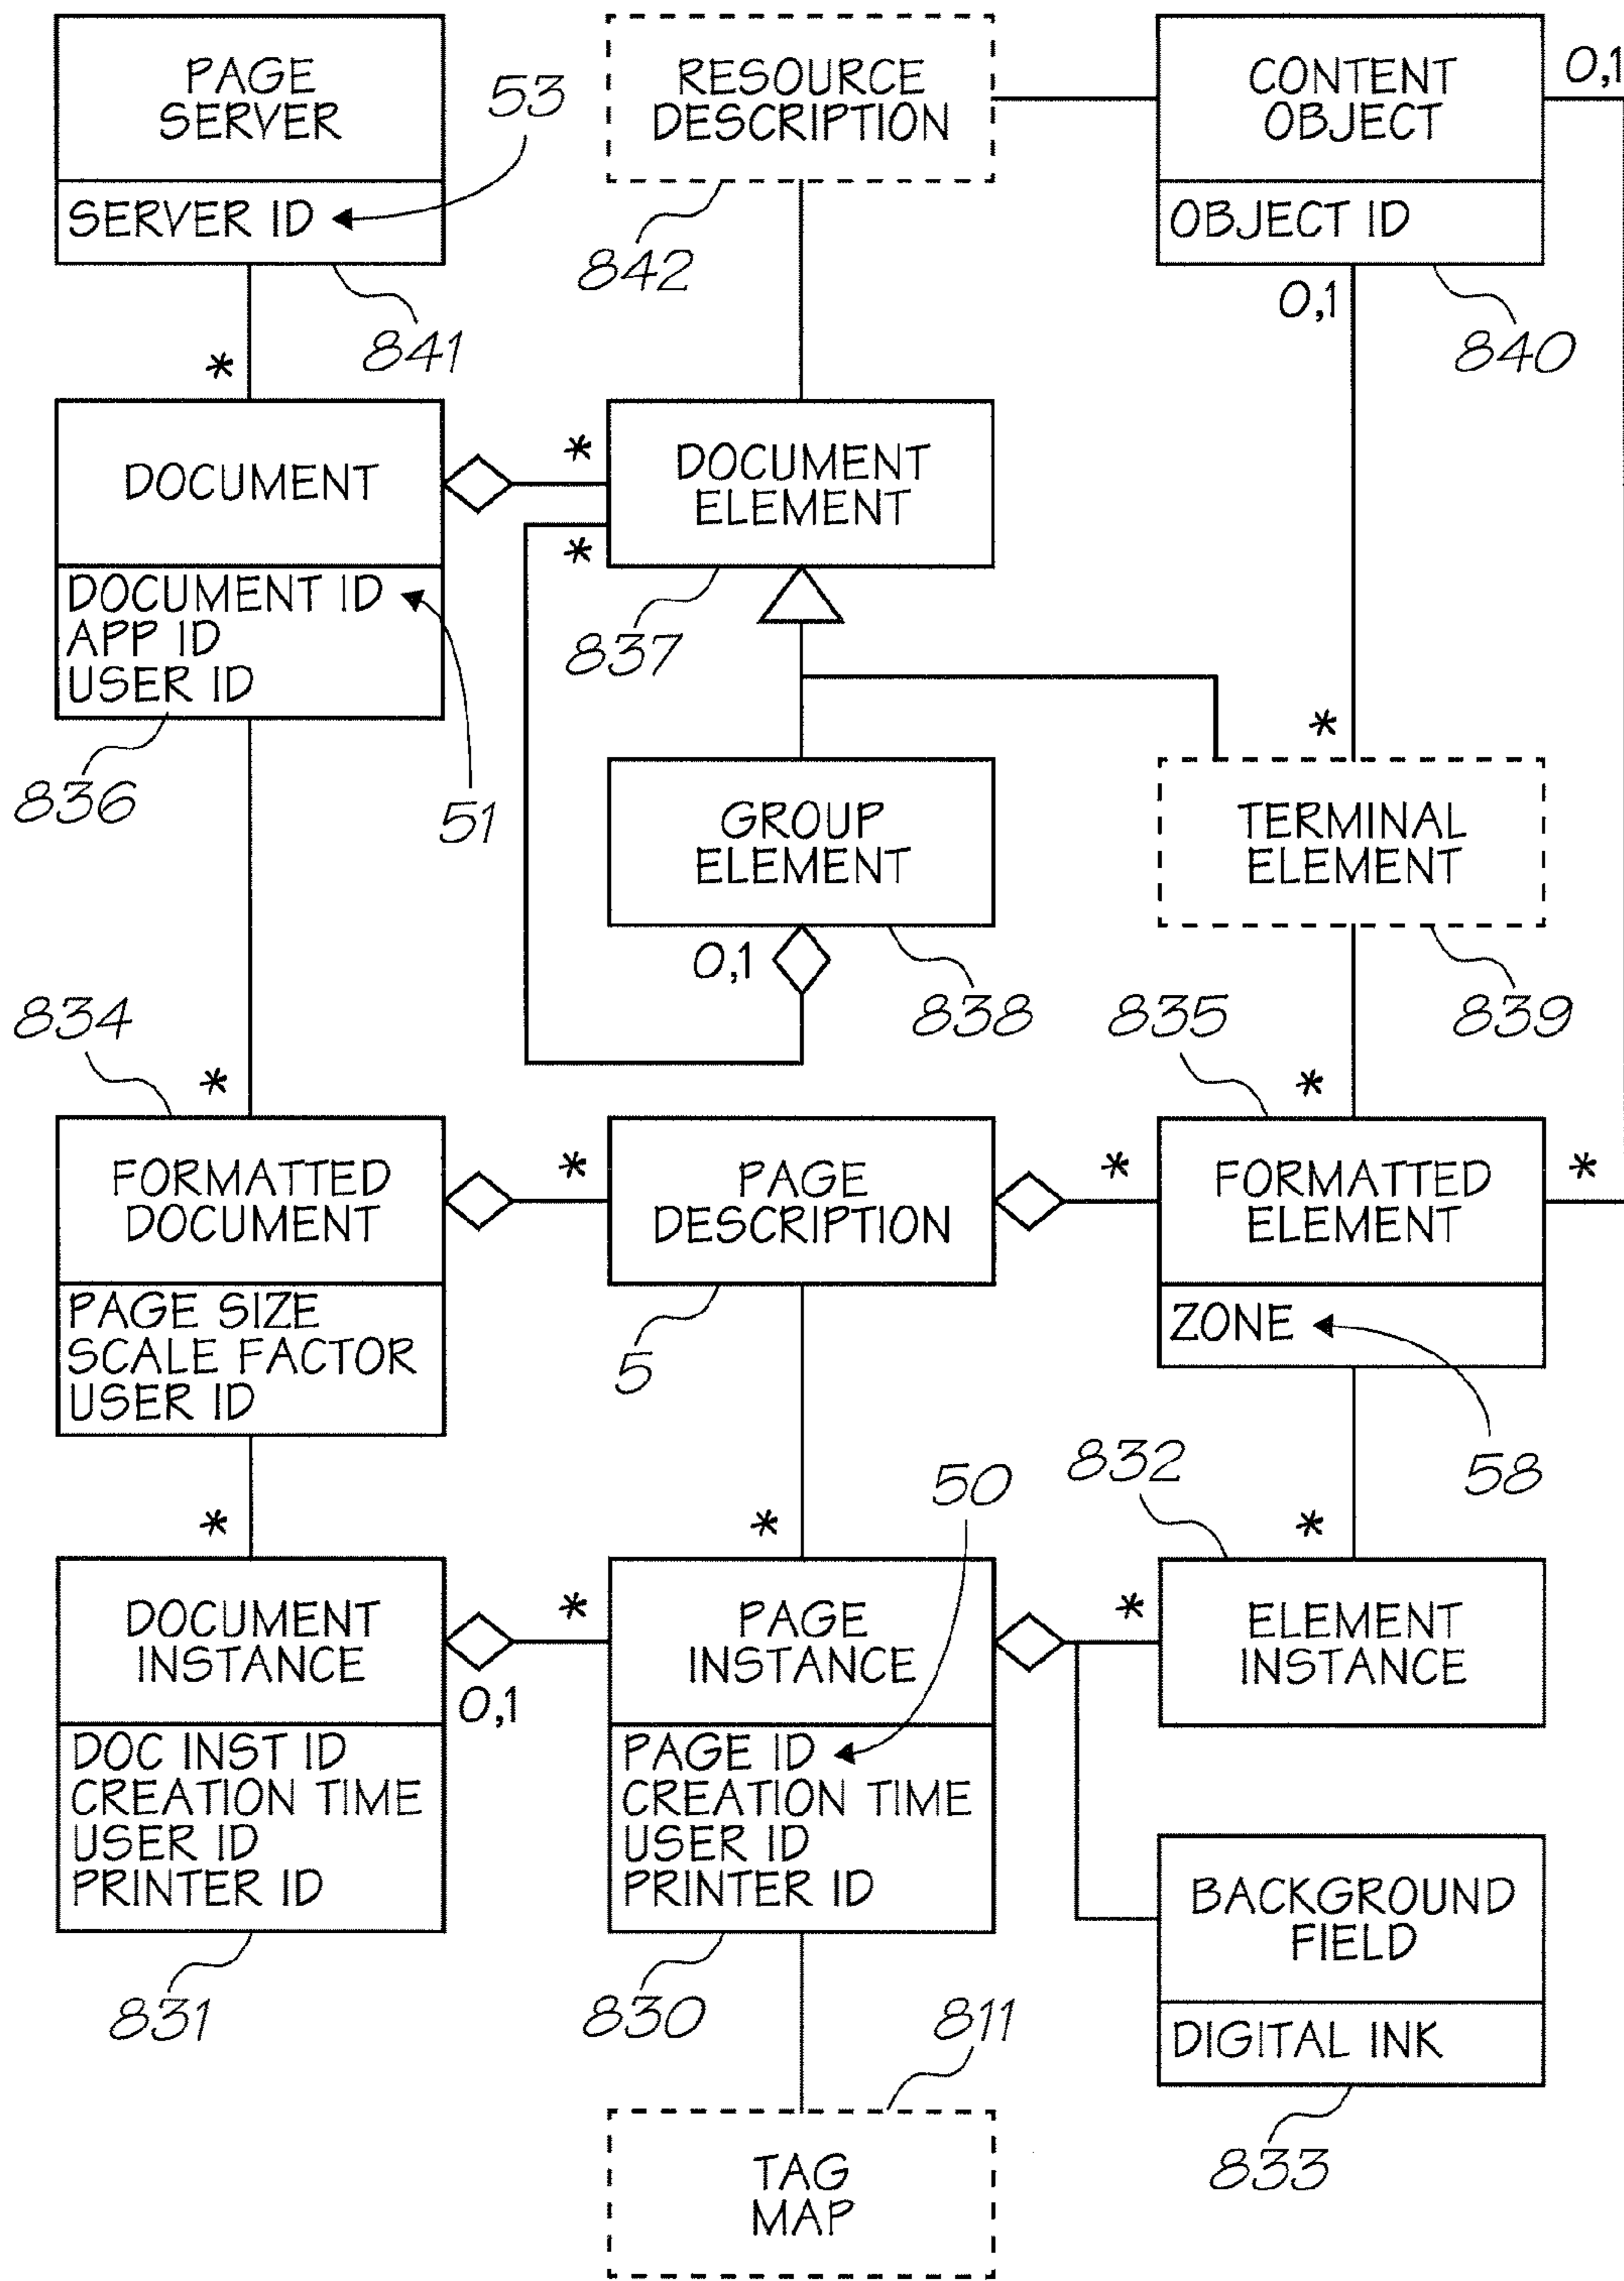 PAGE
SERVER
53
SERVER ID
841
RESOURCE
DESCRIPTION
842
CONTENT
OBJECT
0,1
OBJECT ID
0,1
840
*
DOCUMENT
DOCUMENT ID
APP ID
USER ID
836
51
*
DOCUMENT
ELEMENT
*
837
GROUP
ELEMENT
0,1
838
*
TERMINAL
ELEMENT
839
834
*
FORMATTED
DOCUMENT
PAGE SIZE
SCALE FACTOR
USER ID
*
PAGE
DESCRIPTION
5
835
*
*
FORMATTED
ELEMENT
*
ZONE
58
*
DOCUMENT
INSTANCE
0,1
DOC INST ID
CREATION TIME
USER ID
PRINTER ID
831
50
*
*
PAGE
INSTANCE
PAGE ID
CREATION TIME
USER ID
PRINTER ID
830
832
*
*
ELEMENT
INSTANCE
BACKGROUND
FIELD
DIGITAL INK
833
811
TAG
MAP